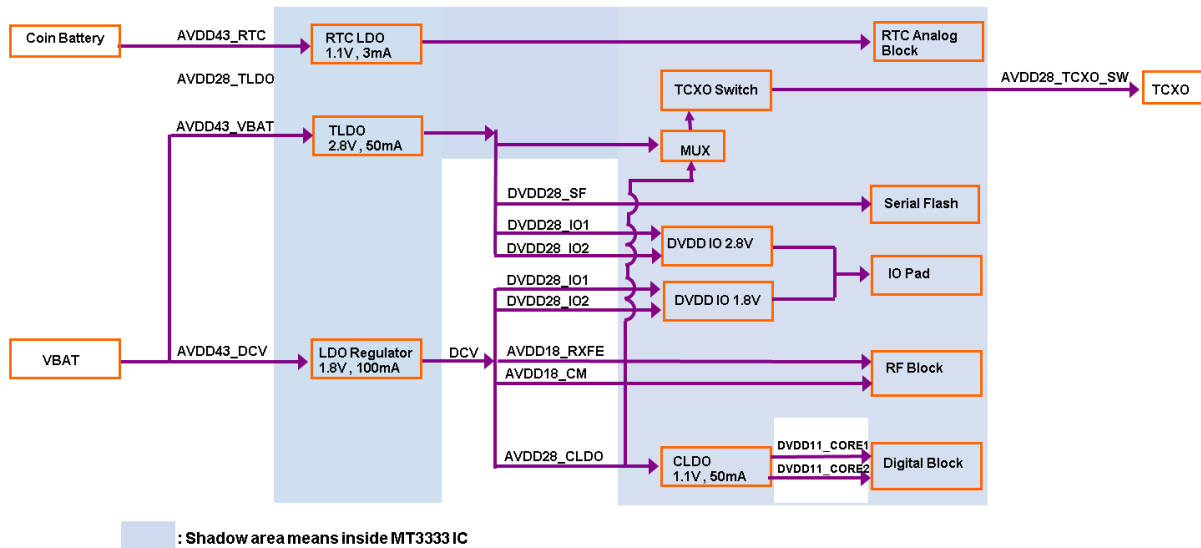 Coin Battery
AVDD43_RTC
RTC LDO
1.1V , 3mA
RTC Analog
Block
AVDD28_TLDO
TCXO Switch
AVDD28_TCXO_SW
TCXO
AVDD43_VBAT
TLDO
2.8V , 50mA
MUX
DVDD28_SF
Serial Flash
DVDD28_IO1
DVDD28_IO2
DVDD IO 2.8V
IO Pad
DVDD28_IO1
DVDD28_IO2
DVDD IO 1.8V
VBAT
AVDD43_DCV
LDO Regulator
1.8V , 100mA
DCV
AVDD18_RXFE
AVDD18_CM
RF Block
AVDD28_CLDO
CLDO
1.1V , 50mA
DVDD11_CORE1
DVDD11_CORE2
Digital Block
: Shadow area means inside MT3333 IC